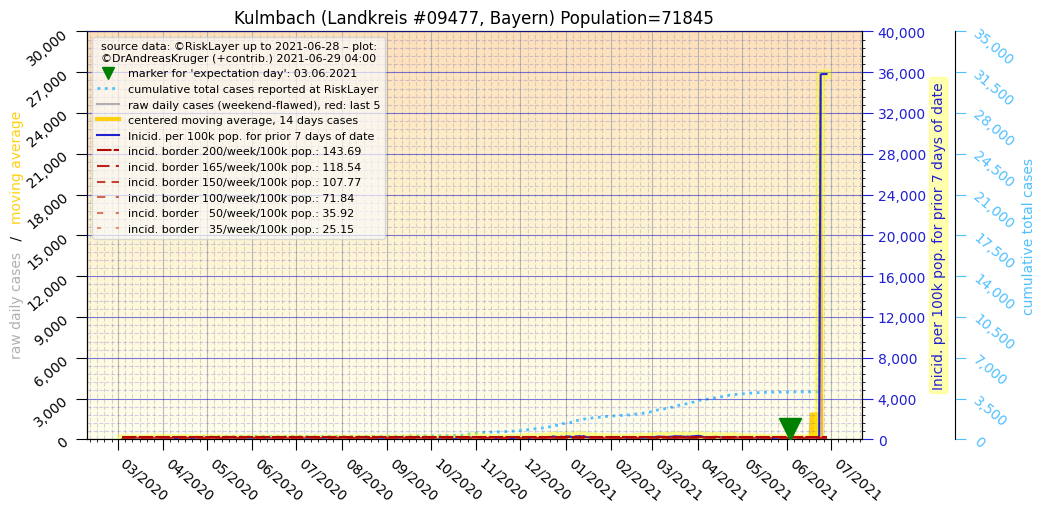 Kulmbach (Landkreis #09477, Bayern) Population=71845
source data: ©RiskLayer up to 2021-06-28 – plot:
©DrAndreasKruger (+contrib.) 2021-06-29 04:00
marker for 'expectation day': 03.06.2021
cumulative total cases reported at RiskLayer
raw daily cases (weekend-flawed), red: last 5
centered moving average, 14 days cases
Inicid. per 100k pop. for prior 7 days of date
incid. border 200/week/100k pop.: 143.69
incid. border 165/week/100k pop.: 118.54
incid. border 150/week/100k pop.: 107.77
incid. border 100/week/100k pop.: 71.84
incid. border   50/week/100k pop.: 35.92
incid. border   35/week/100k pop.: 25.15
raw daily cases / moving average
30,000
27,000
24,000
21,000
18,000
15,000
12,000
9,000
6,000
3,000
0
03/2020
04/2020
05/2020
06/2020
07/2020
08/2020
09/2020
10/2020
11/2020
12/2020
01/2021
02/2021
03/2021
04/2021
05/2021
06/2021
07/2021
40,000
36,000
32,000
28,000
24,000
20,000
16,000
12,000
8,000
4,000
0
Inicid. per 100k pop. for prior 7 days of date
35,000
31,500
28,000
24,500
21,000
17,500
14,000
10,500
7,000
3,500
0
cumulative total cases